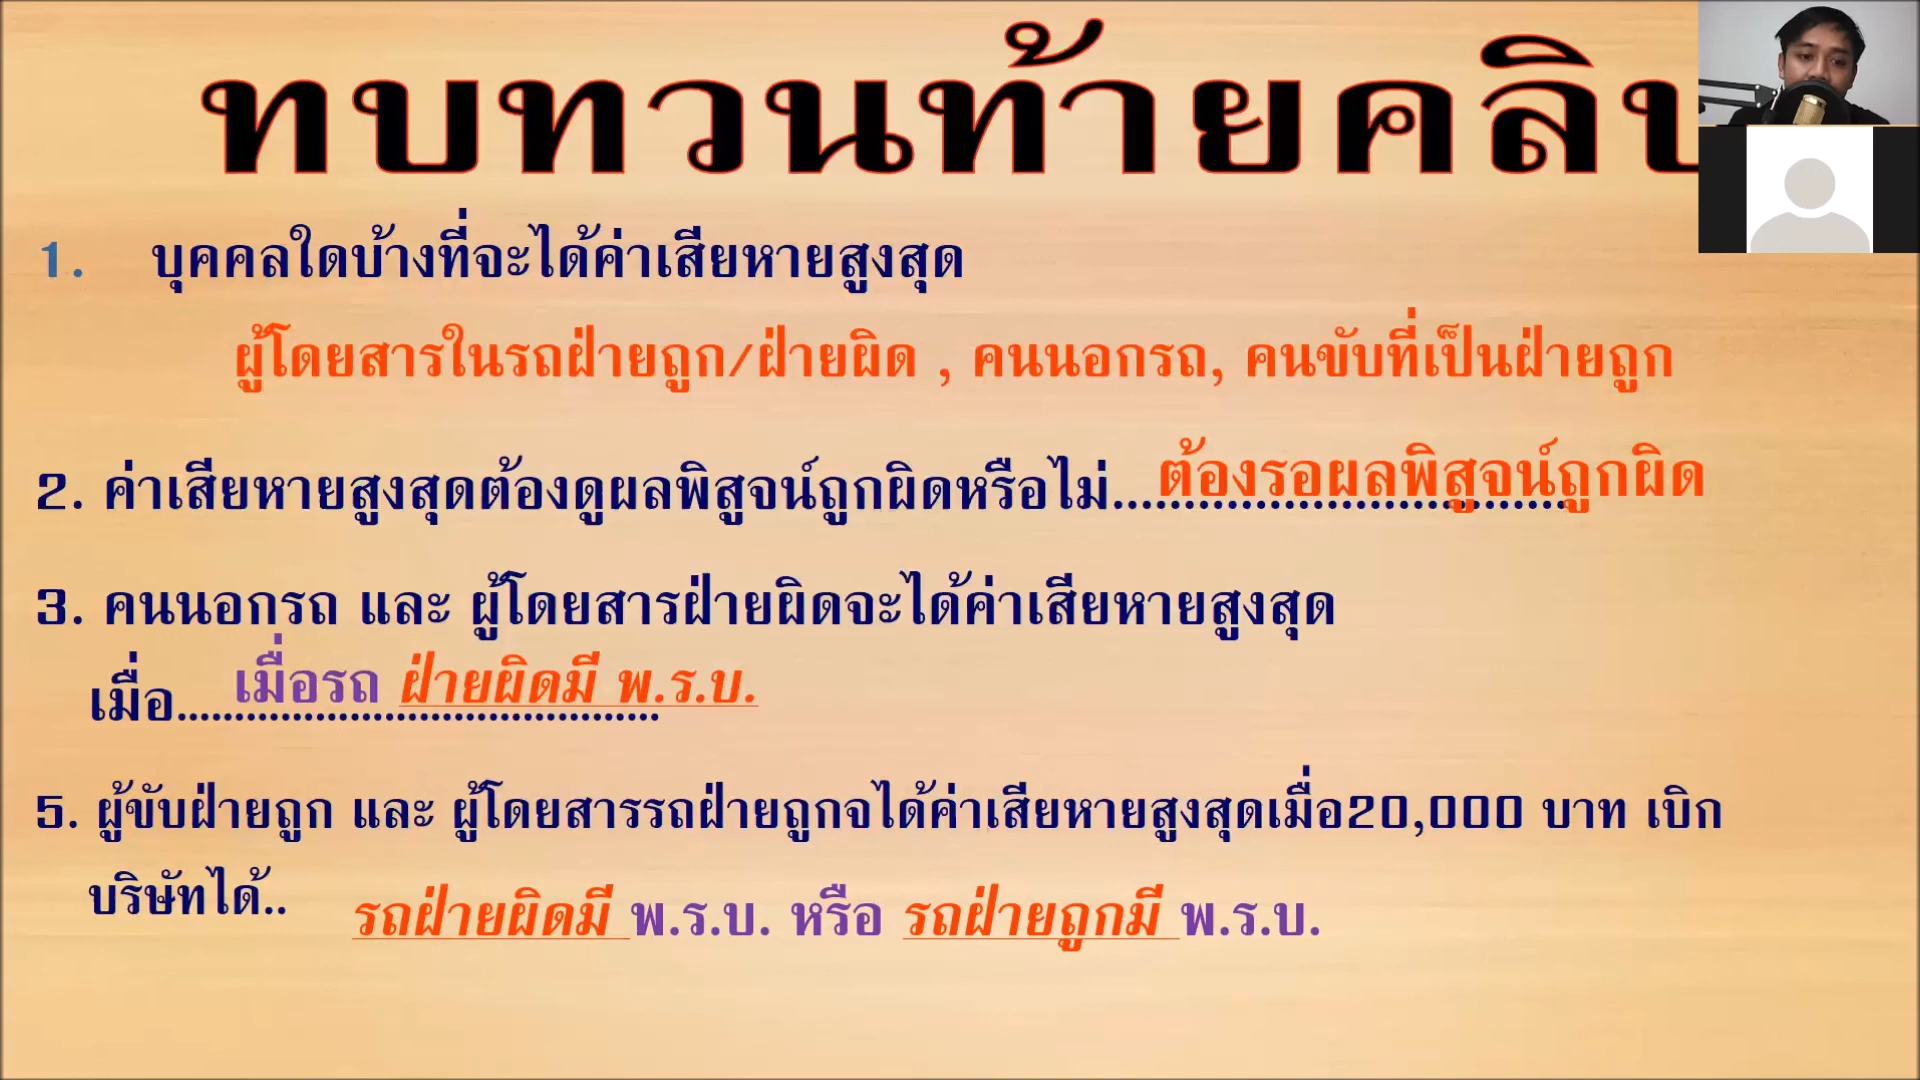 ทบทวนท้ายคลิป
1. บุคคลใดบ้างที่จะได้ค่าเสียหายสูงสุด
ผู้โดยสารในรถฝ่ายถูก/ฝ่ายผิด , คนนอกรถ, คนขับที่เป็นฝ่ายถูก
2. ค่าเสียหายสูงสุดต้องดูผลพิสูจน์ถูกผิดหรือไม่................................ต้องรอผลพิสูจน์ถูกผิด
3. คนนอกรถ และ ผู้โดยสารฝ่ายผิดจะได้ค่าเสียหายสูงสุด
เมื่อ..........................................เมื่อรถ ฝ่ายผิดมี พ.ร.บ.
5. ผู้ขับฝ่ายถูก และ ผู้โดยสารรถฝ่ายถูกจได้ค่าเสียหายสูงสุดเมื่อ20,000 บาท เบิก
บริษัทได้..
รถฝ่ายผิดมี พ.ร.บ. หรือ รถฝ่ายถูกมี พ.ร.บ.